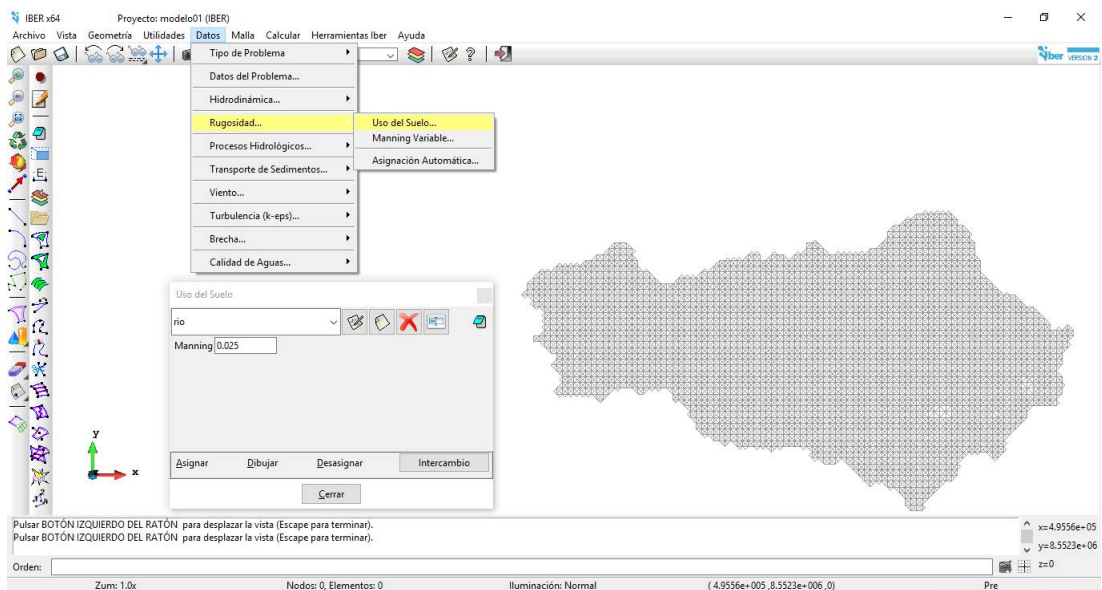 IBER x64 Proyecto: modelo01 (IBER)
Archivo Vista Geometría Utilidades Datos Malla Calcular Herramientas Iber Ayuda
Iber VERSION 2
Tipo de Problema
Datos del Problema...
Hidrodinámica...
Rugosidad...
Procesos Hidrológicos...
Transporte de Sedimentos...
Viento...
Turbulencia (k-eps)...
Brecha...
Calidad de Aguas...
Uso del Suelo...
Manning Variable...
Asignación Automática...
Uso del Suelo
rio
Manning 0.025
Asignar Dibujar Desasignar Intercambio
Cerrar
y
x
Pulsar BOTÓN IZQUIERDO DEL RATÓN para desplazar la vista (Escape para terminar).
Pulsar BOTÓN IZQUIERDO DEL RATÓN para desplazar la vista (Escape para terminar).
x=4.9556e+05
y=8.5523e+06
z=0
Orden:
Zum: 1.0x Nodos: 0, Elementos: 0 Iluminación: Normal ( 4.9556e+005 ,8.5523e+006 ,0) Pre